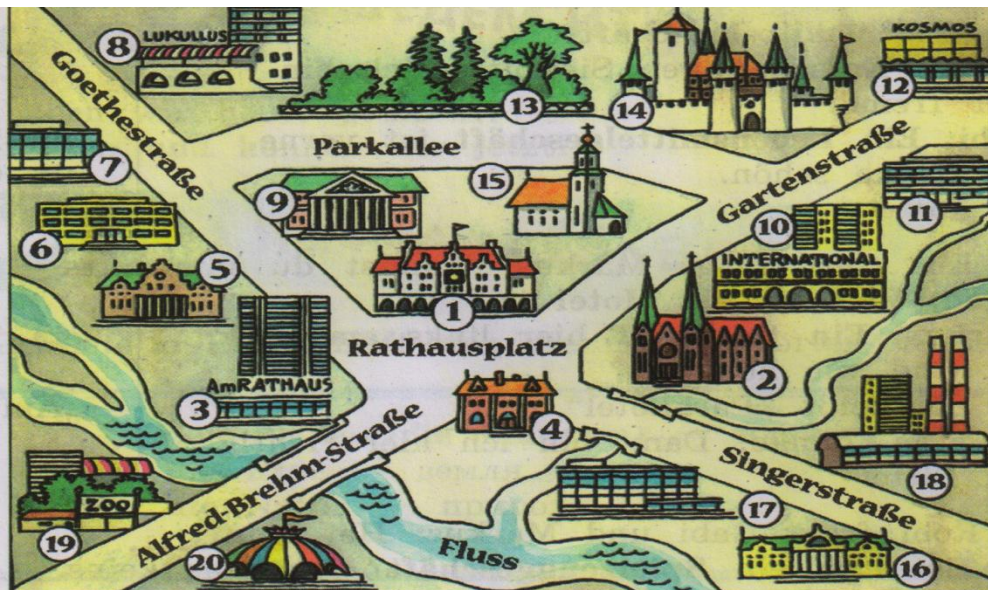 8
LUKULLUS
KOSMOS
12
Goethestraße
13
14
7
Parkallee
15
Gartenstraße
9
11
6
10
5
INTERNATIONAL
1
Rathausplatz
2
AmRATHAUS
3
4
Alfred-Brehm-Straße
Singerstraße
18
ZOO
17
19
Fluss
20
16